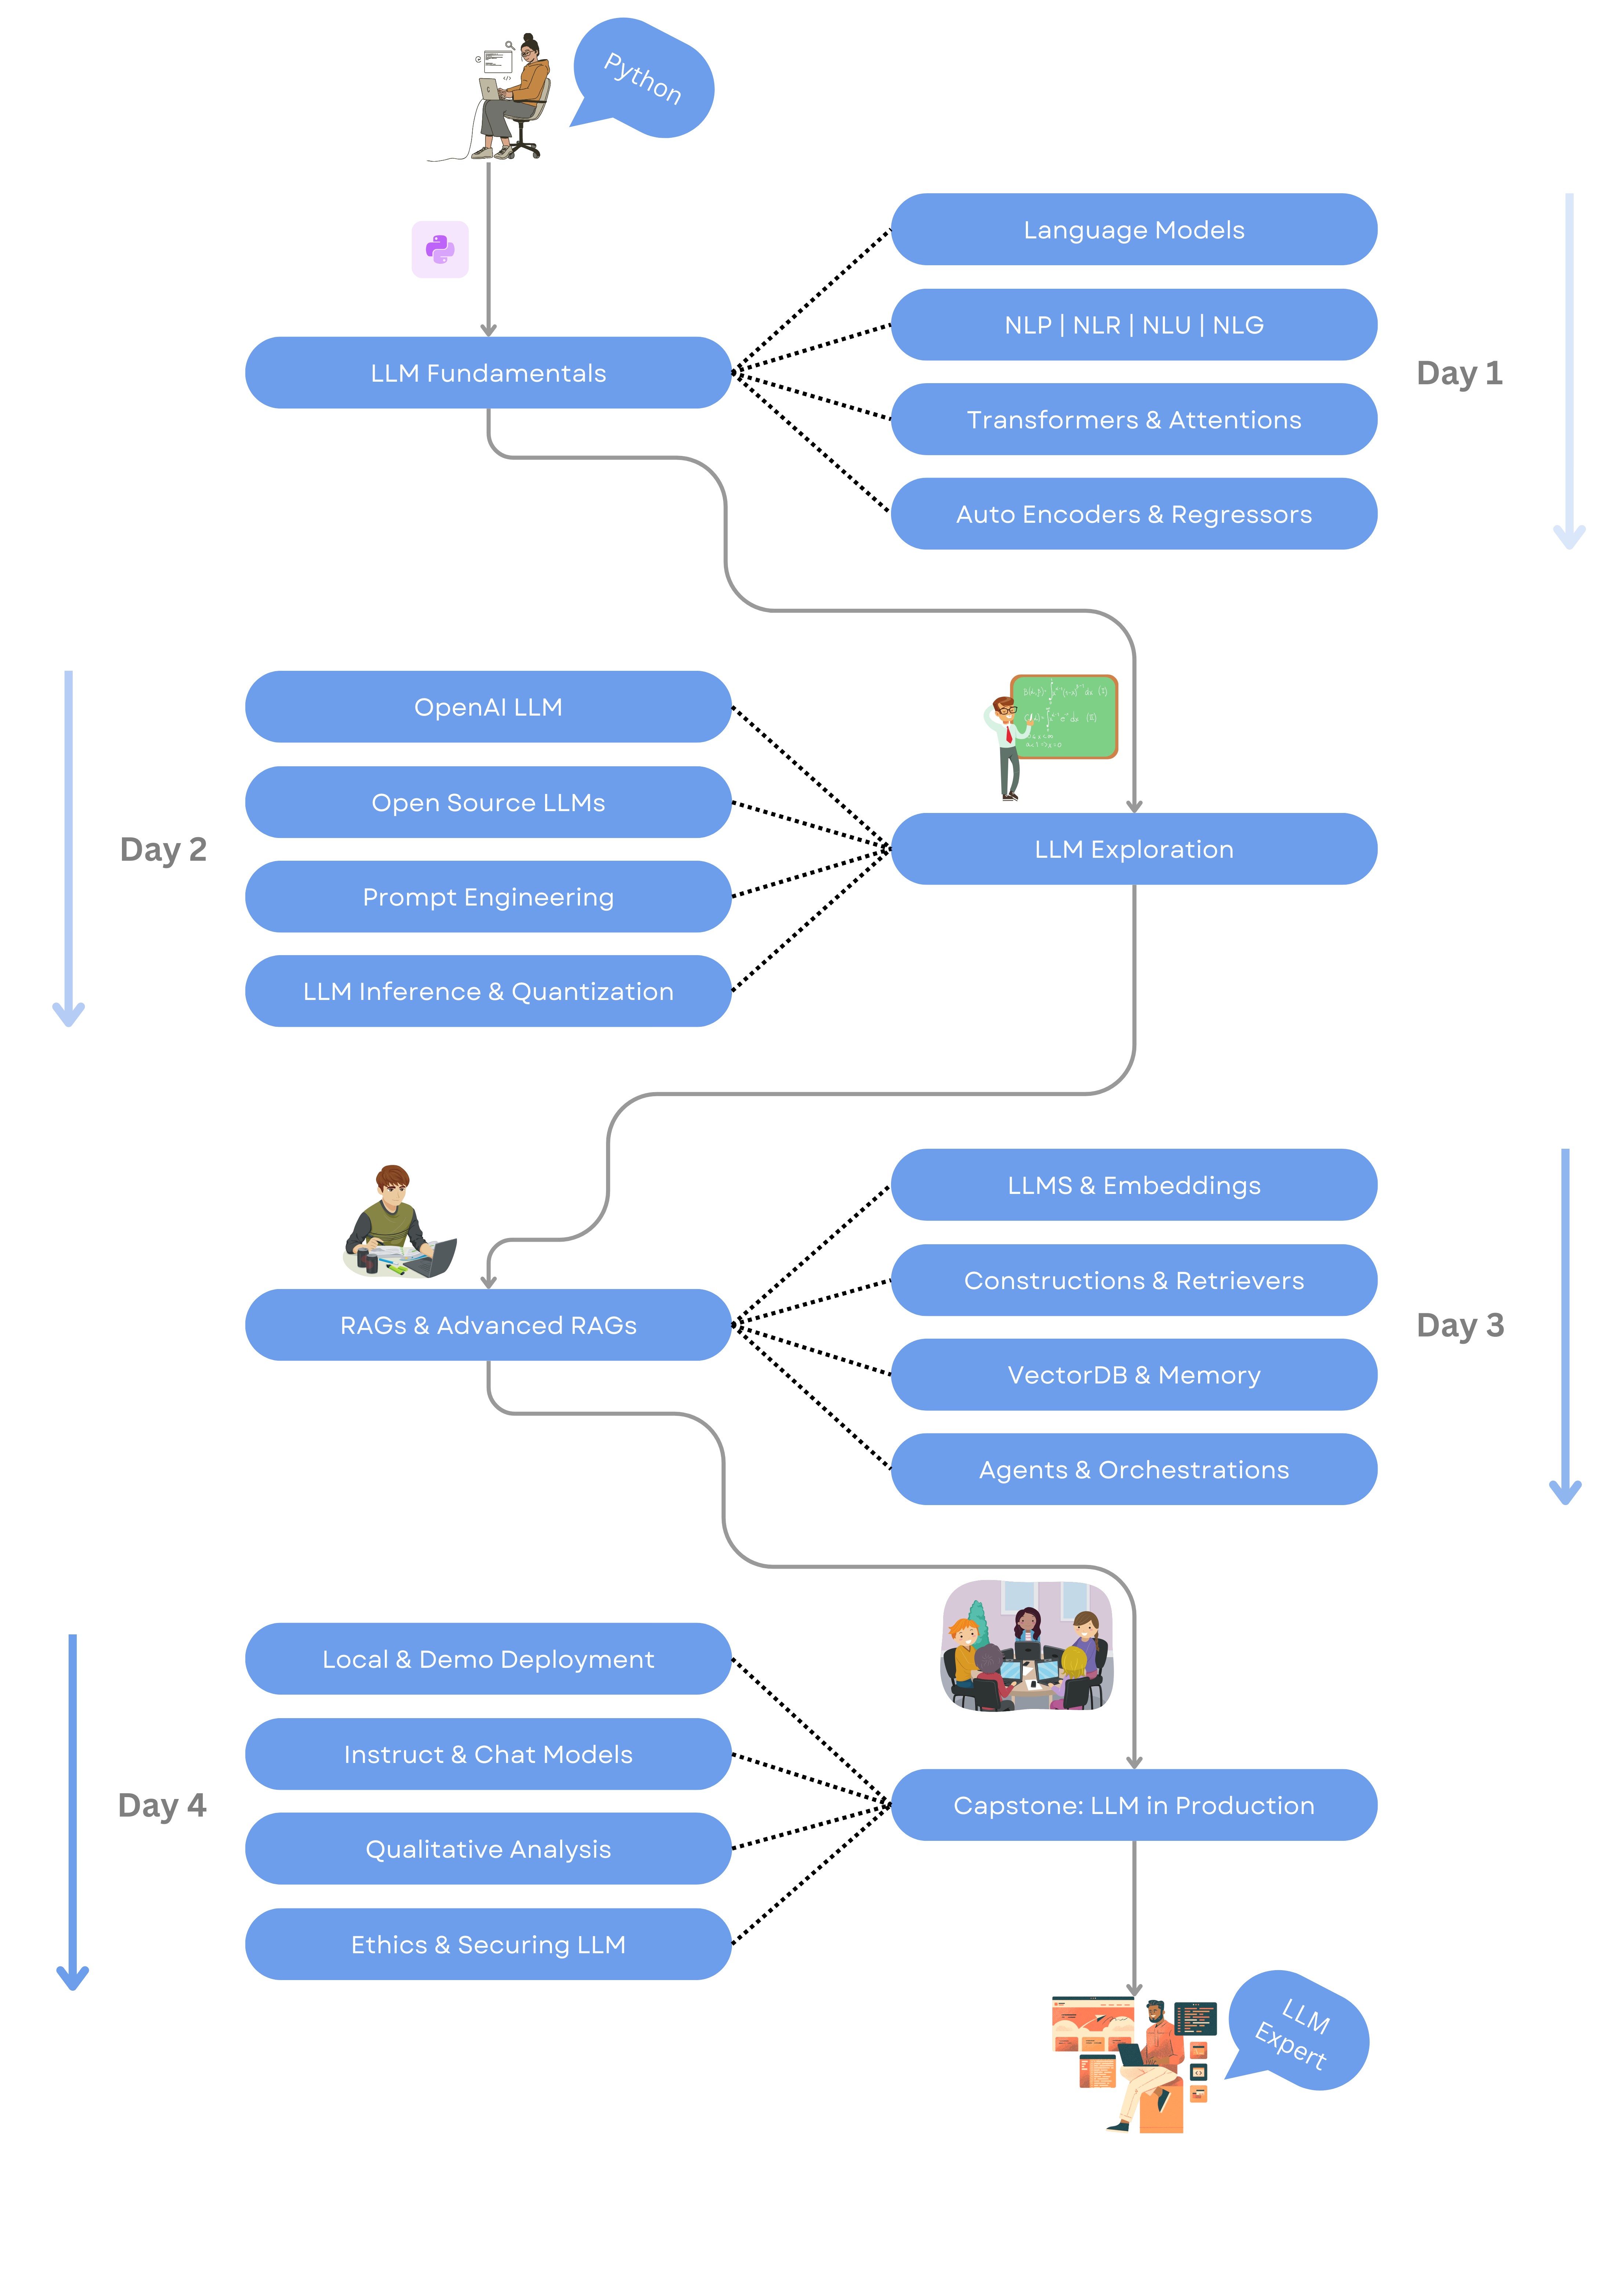 Python
Language Models
NLP | NLR | NLU | NLG
LLM Fundamentals
Day 1
Transformers & Attentions
Auto Encoders & Regressors
OpenAI LLM
Open Source LLMs
Day 2
LLM Exploration
Prompt Engineering
LLM Inference & Quantization
LLMS & Embeddings
Constructions & Retrievers
RAGs & Advanced RAGs
Day 3
VectorDB & Memory
Agents & Orchestrations
Local & Demo Deployment
Instruct & Chat Models
Day 4
Capstone: LLM in Production
Qualitative Analysis
Ethics & Securing LLM
LLM
Expert